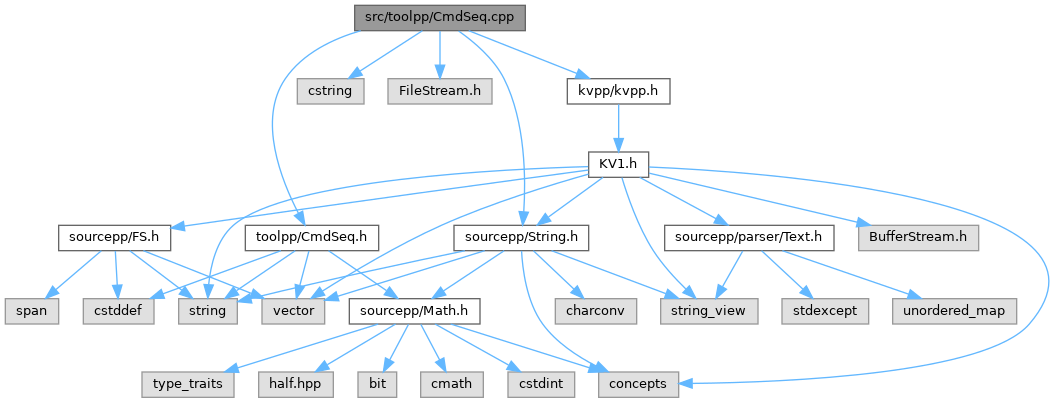 src/toolpp/CmdSeq.cpp
cstring
FileStream.h
kvpp/kvpp.h
KV1.h
sourcepp/FS.h
toolpp/CmdSeq.h
sourcepp/String.h
sourcepp/parser/Text.h
BufferStream.h
span
cstddef
string
vector
sourcepp/Math.h
charconv
string_view
stdexcept
unordered_map
type_traits
half.hpp
bit
cmath
cstdint
concepts